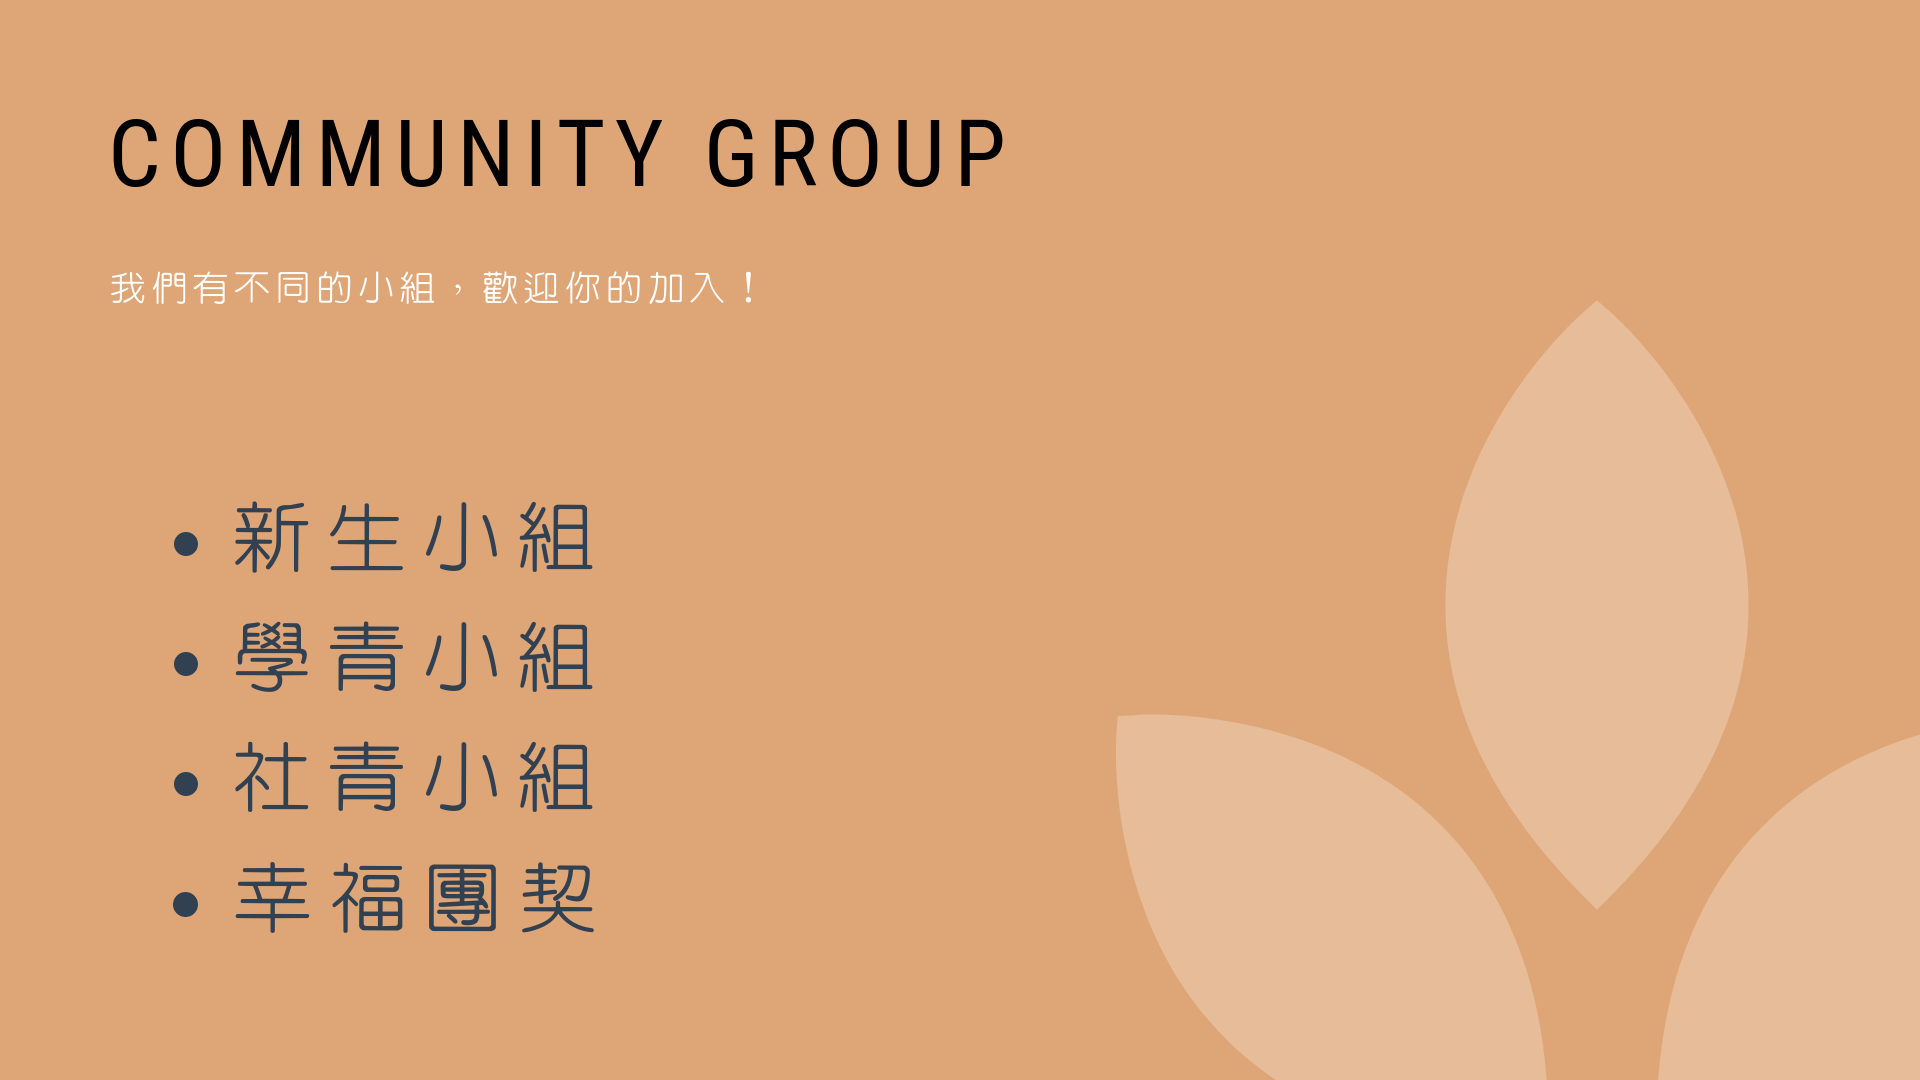 COMMUNITY GROUP
我們有不同的小組，歡迎你的加入！
• 新生小組
• 學青小組
• 社青小組
• 幸福團契